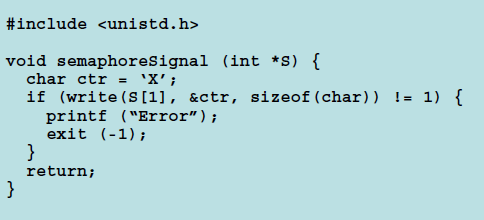 #include <unistd.h>
void semaphoreSignal (int *S) {
char ctr = ‘X’;
if (write(S[1], &ctr, sizeof(char)) != 1) {
printf (“Error”);
exit (-1);
}
return;
}